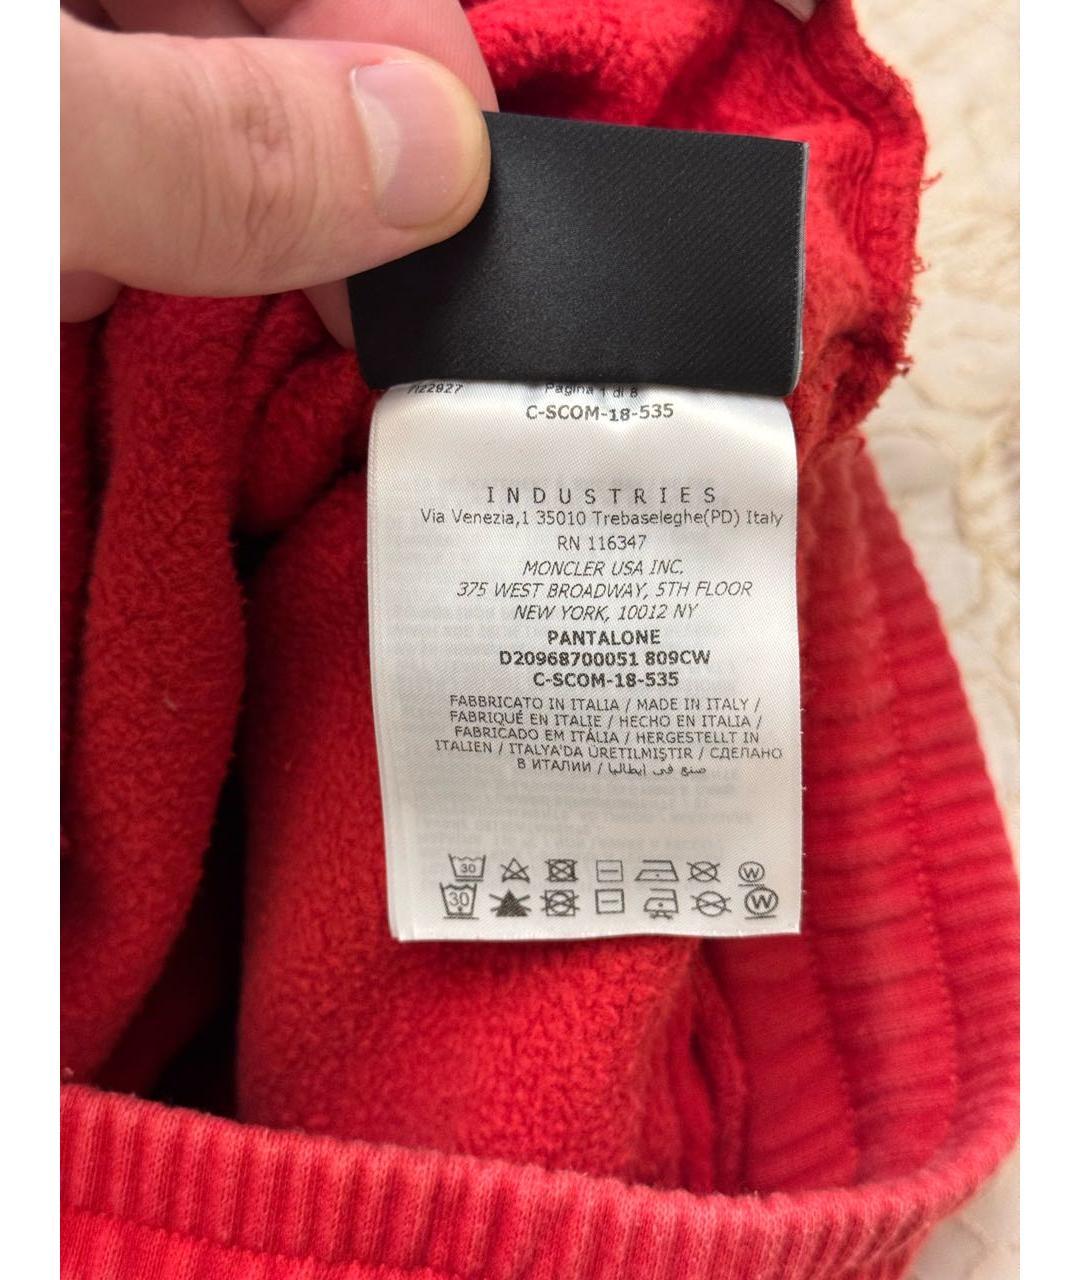 Pagina 1 di 8
C-SCOM-18-535
INDUSTRIES
Via Venezia,1 35010 Trebaseleghe(PD) Italy
RN 116347
MONCLER USA INC.
375 WEST BROADWAY, 5TH FLOOR
NEW YORK, 10012 NY
PANTALONE
D20968700051 809CW
C-SCOM-18-535
FABBRICATO IN ITALIA / MADE IN ITALY /
FABRIQUÉ EN ITALIE / HECHO EN ITALIA /
FABRICADO EM ITÁLIA / HERGESTELLT IN
ITALIEN / ITALYA'DA ÜRETILMIŞTIR / СДЕЛАНО
В ИТАЛИИ / صنع في ايطاليا
30 W
30 W